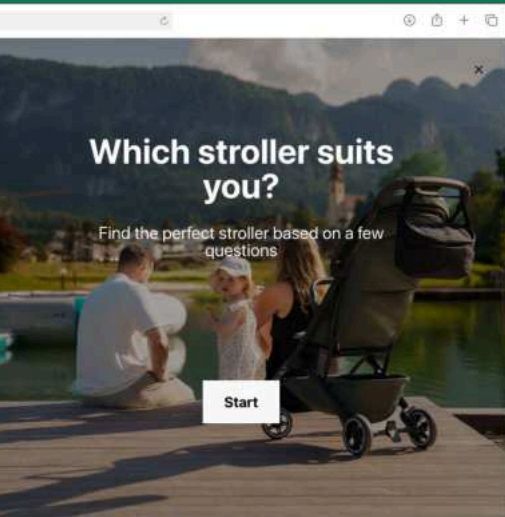 Which stroller suits
you?
Find the perfect stroller based on a few
questions
Start